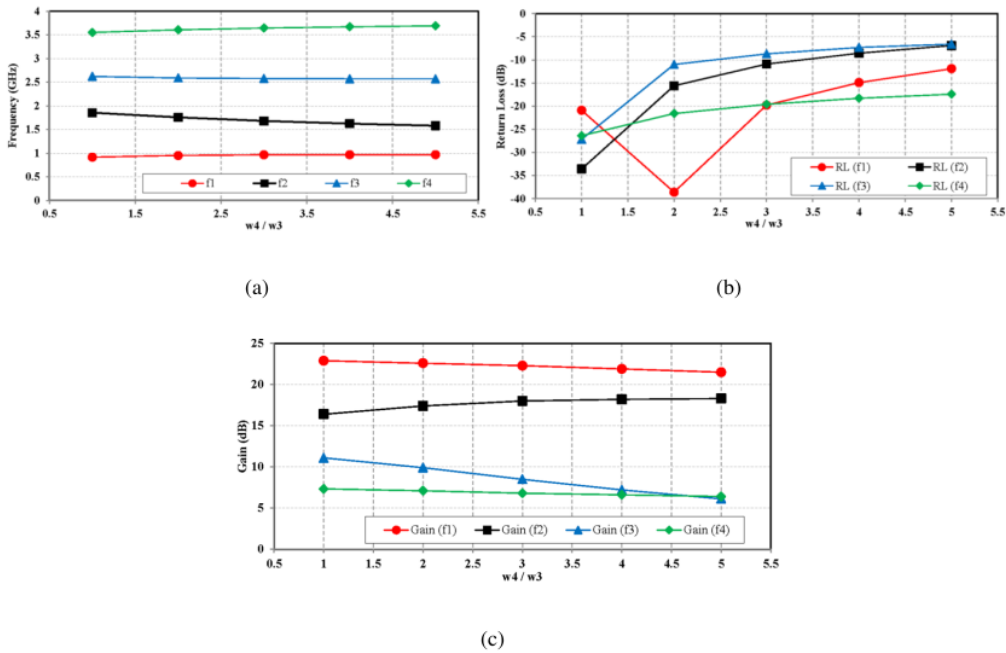 4
3.5
3
2.5
2
1.5
1
0.5
0
Frequency (GHz)
f1 f2 f3 f4
0.5 1 1.5 2 2.5 3 3.5 4 4.5 5 5.5
w4 / w3
(a)
0
-5
-10
-15
-20
-25
-30
-35
-40
Return Loss (dB)
RL (f1) RL (f2)
RL (f3) RL (f4)
0.5 1 1.5 2 2.5 3 3.5 4 4.5 5 5.5
w4 / w3
(b)
25
20
15
10
5
0
Gain (dB)
Gain (f1) Gain (f2) Gain (f3) Gain (f4)
0.5 1 1.5 2 2.5 3 3.5 4 4.5 5 5.5
w4 / w3
(c)